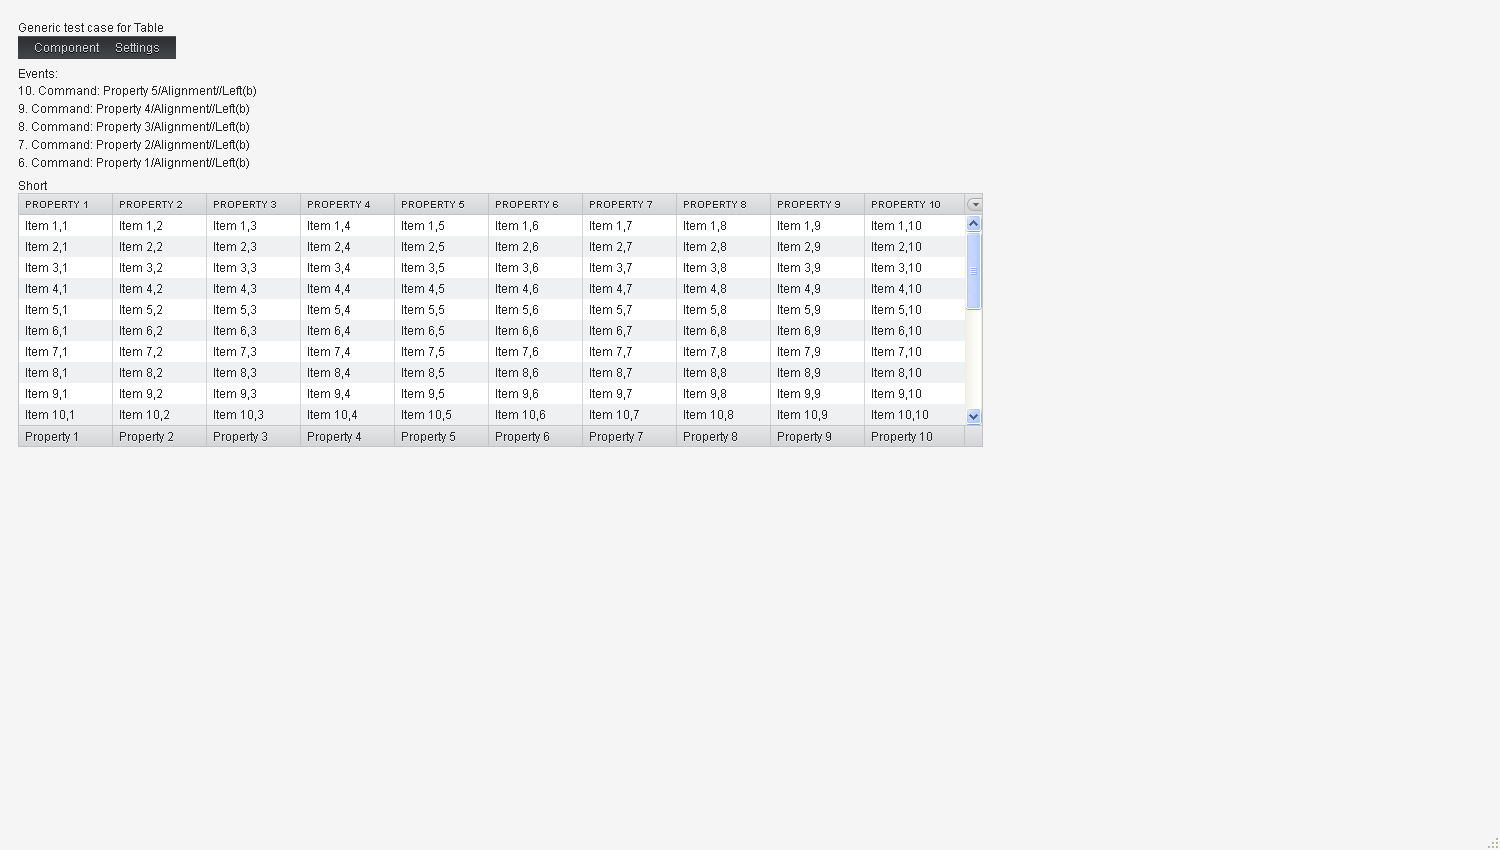 Generic test case for Table
Component Settings
Events:
10. Command: Property 5/Alignment//Left(b)
9. Command: Property 4/Alignment//Left(b)
8. Command: Property 3/Alignment//Left(b)
7. Command: Property 2/Alignment//Left(b)
6. Command: Property 1/Alignment//Left(b)
Short
PROPERTY 1 PROPERTY 2 PROPERTY 3 PROPERTY 4 PROPERTY 5 PROPERTY 6 PROPERTY 7 PROPERTY 8 PROPERTY 9 PROPERTY 10
Item 1,1 Item 1,2 Item 1,3 Item 1,4 Item 1,5 Item 1,6 Item 1,7 Item 1,8 Item 1,9 Item 1,10
Item 2,1 Item 2,2 Item 2,3 Item 2,4 Item 2,5 Item 2,6 Item 2,7 Item 2,8 Item 2,9 Item 2,10
Item 3,1 Item 3,2 Item 3,3 Item 3,4 Item 3,5 Item 3,6 Item 3,7 Item 3,8 Item 3,9 Item 3,10
Item 4,1 Item 4,2 Item 4,3 Item 4,4 Item 4,5 Item 4,6 Item 4,7 Item 4,8 Item 4,9 Item 4,10
Item 5,1 Item 5,2 Item 5,3 Item 5,4 Item 5,5 Item 5,6 Item 5,7 Item 5,8 Item 5,9 Item 5,10
Item 6,1 Item 6,2 Item 6,3 Item 6,4 Item 6,5 Item 6,6 Item 6,7 Item 6,8 Item 6,9 Item 6,10
Item 7,1 Item 7,2 Item 7,3 Item 7,4 Item 7,5 Item 7,6 Item 7,7 Item 7,8 Item 7,9 Item 7,10
Item 8,1 Item 8,2 Item 8,3 Item 8,4 Item 8,5 Item 8,6 Item 8,7 Item 8,8 Item 8,9 Item 8,10
Item 9,1 Item 9,2 Item 9,3 Item 9,4 Item 9,5 Item 9,6 Item 9,7 Item 9,8 Item 9,9 Item 9,10
Item 10,1 Item 10,2 Item 10,3 Item 10,4 Item 10,5 Item 10,6 Item 10,7 Item 10,8 Item 10,9 Item 10,10
Property 1 Property 2 Property 3 Property 4 Property 5 Property 6 Property 7 Property 8 Property 9 Property 10